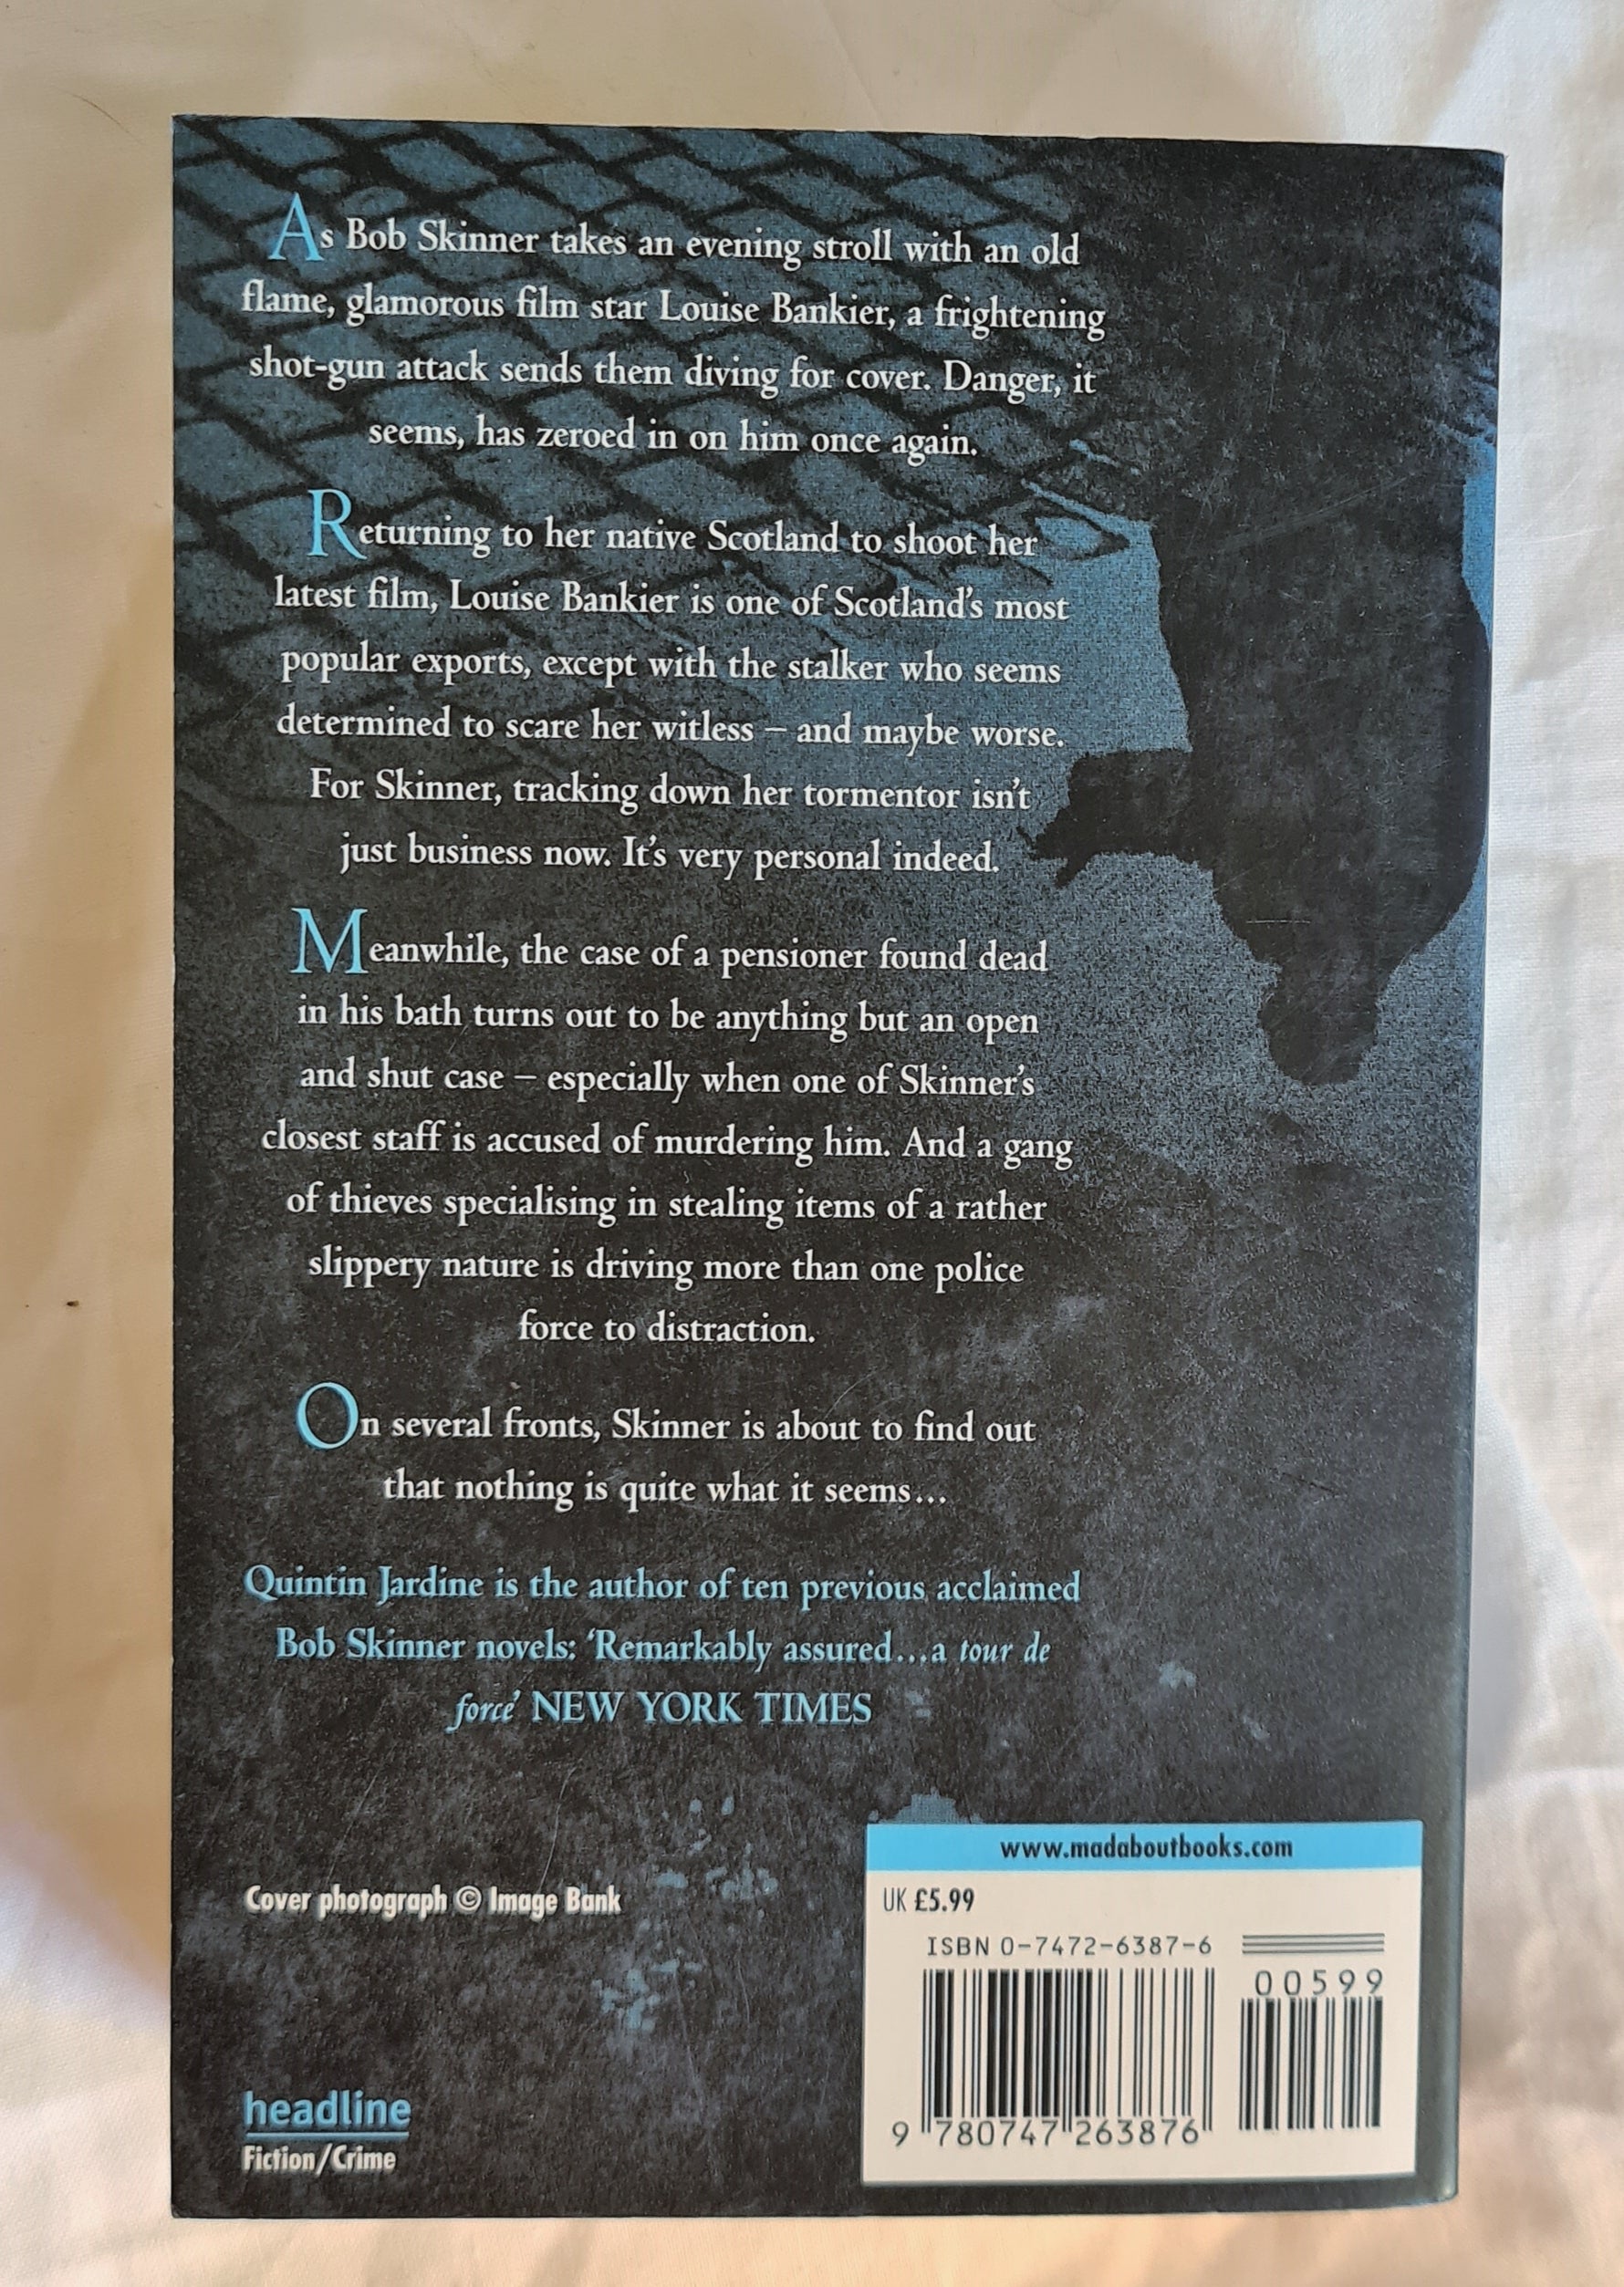 As Bob Skinner takes an evening stroll with an old
flame, glamorous film star Louise Bankier, a frightening
shot-gun attack sends them diving for cover. Danger, it
seems, has zeroed in on him once again.
Returning to her native Scotland to shoot her
latest film, Louise Bankier is one of Scotland's most
popular exports, except with the stalker who seems
determined to scare her witless – and maybe worse.
For Skinner, tracking down her tormentor isn't
just business now. It's very personal indeed.
Meanwhile, the case of a pensioner found dead
in his bath turns out to be anything but an open
and shut case – especially when one of Skinner's
closest staff is accused of murdering him. And a gang
of thieves specialising in stealing items of a rather
slippery nature is driving more than one police
force to distraction.
On several fronts, Skinner is about to find out
that nothing is quite what it seems...
Quintin Jardine is the author of ten previous acclaimed
Bob Skinner novels: 'Remarkably assured...a tour de
force' NEW YORK TIMES
Cover photograph © Image Bank
headline
Fiction/Crime
www.madaboutbooks.com
UK £5.99
ISBN 0-7472-6387-6
00599
9 780747 263876